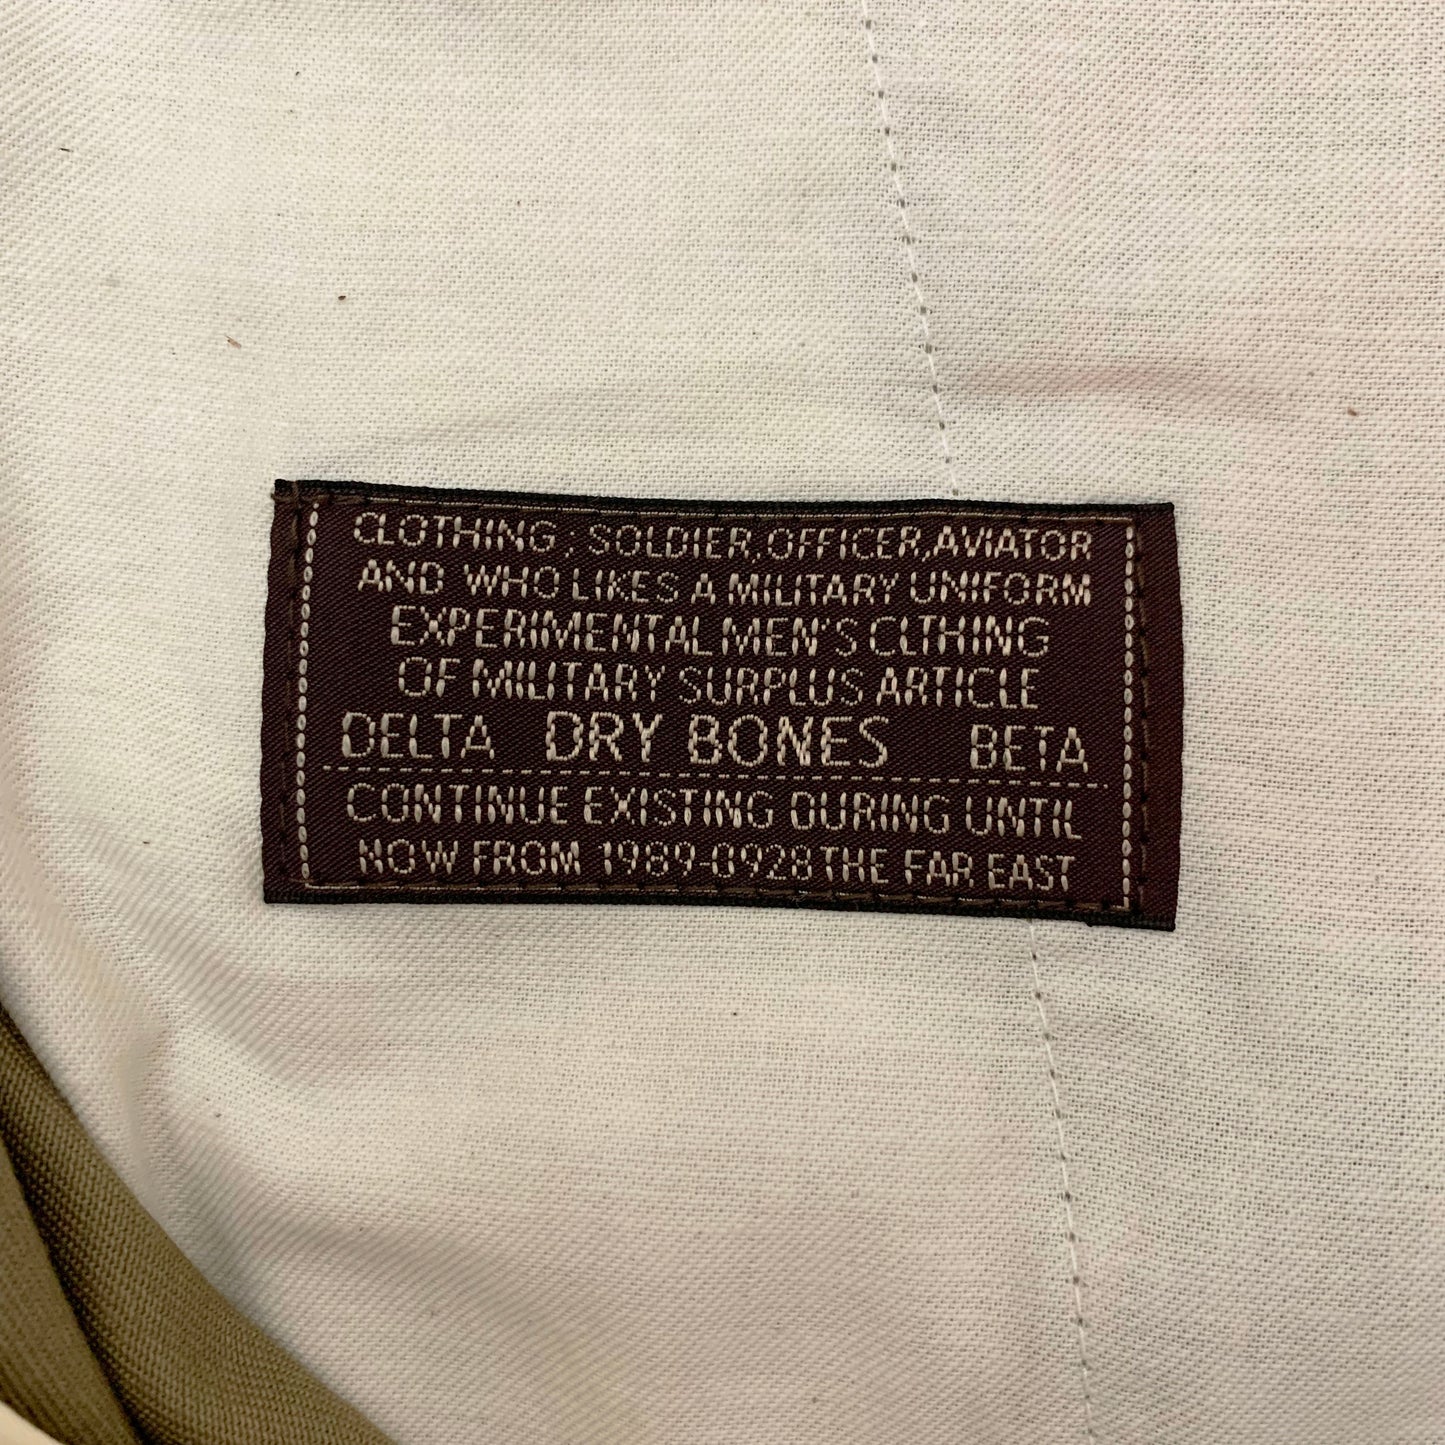 CLOTHING, SOLDIER,OFFICER,AVIATOR
AND WHO LIKES A MILITARY UNIFORM
EXPERIMENTAL MEN'S CLTHING
OF MILITARY SURPLUS ARTICLE
DELTA DRY BONES BETA
CONTINUE EXISTING DURING UNTIL
NOW FROM 1989-0928 THE FAR EAST